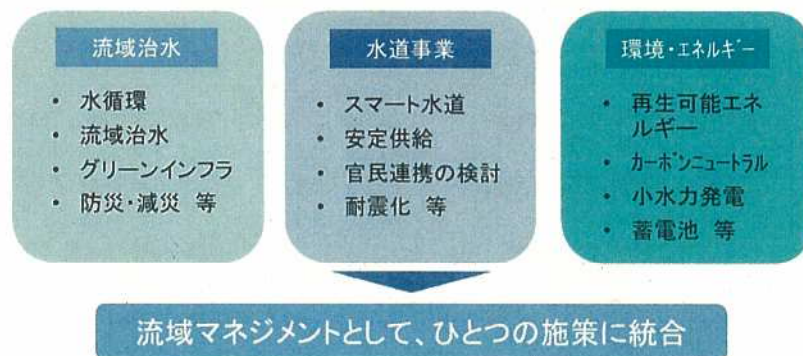 流域治水
・ 水循環
・ 流域治水
・ グリーンインフラ
・ 防災・減災 等
水道事業
・ スマート水道
・ 安定供給
・ 官民連携の検討
・ 耐震化 等
環境・エネルギー
・ 再生可能エネ
ルギー
・ カーボンニュートラル
・ 小水力発電
・ 蓄電池 等
流域マネジメントとして、ひとつの施策に統合